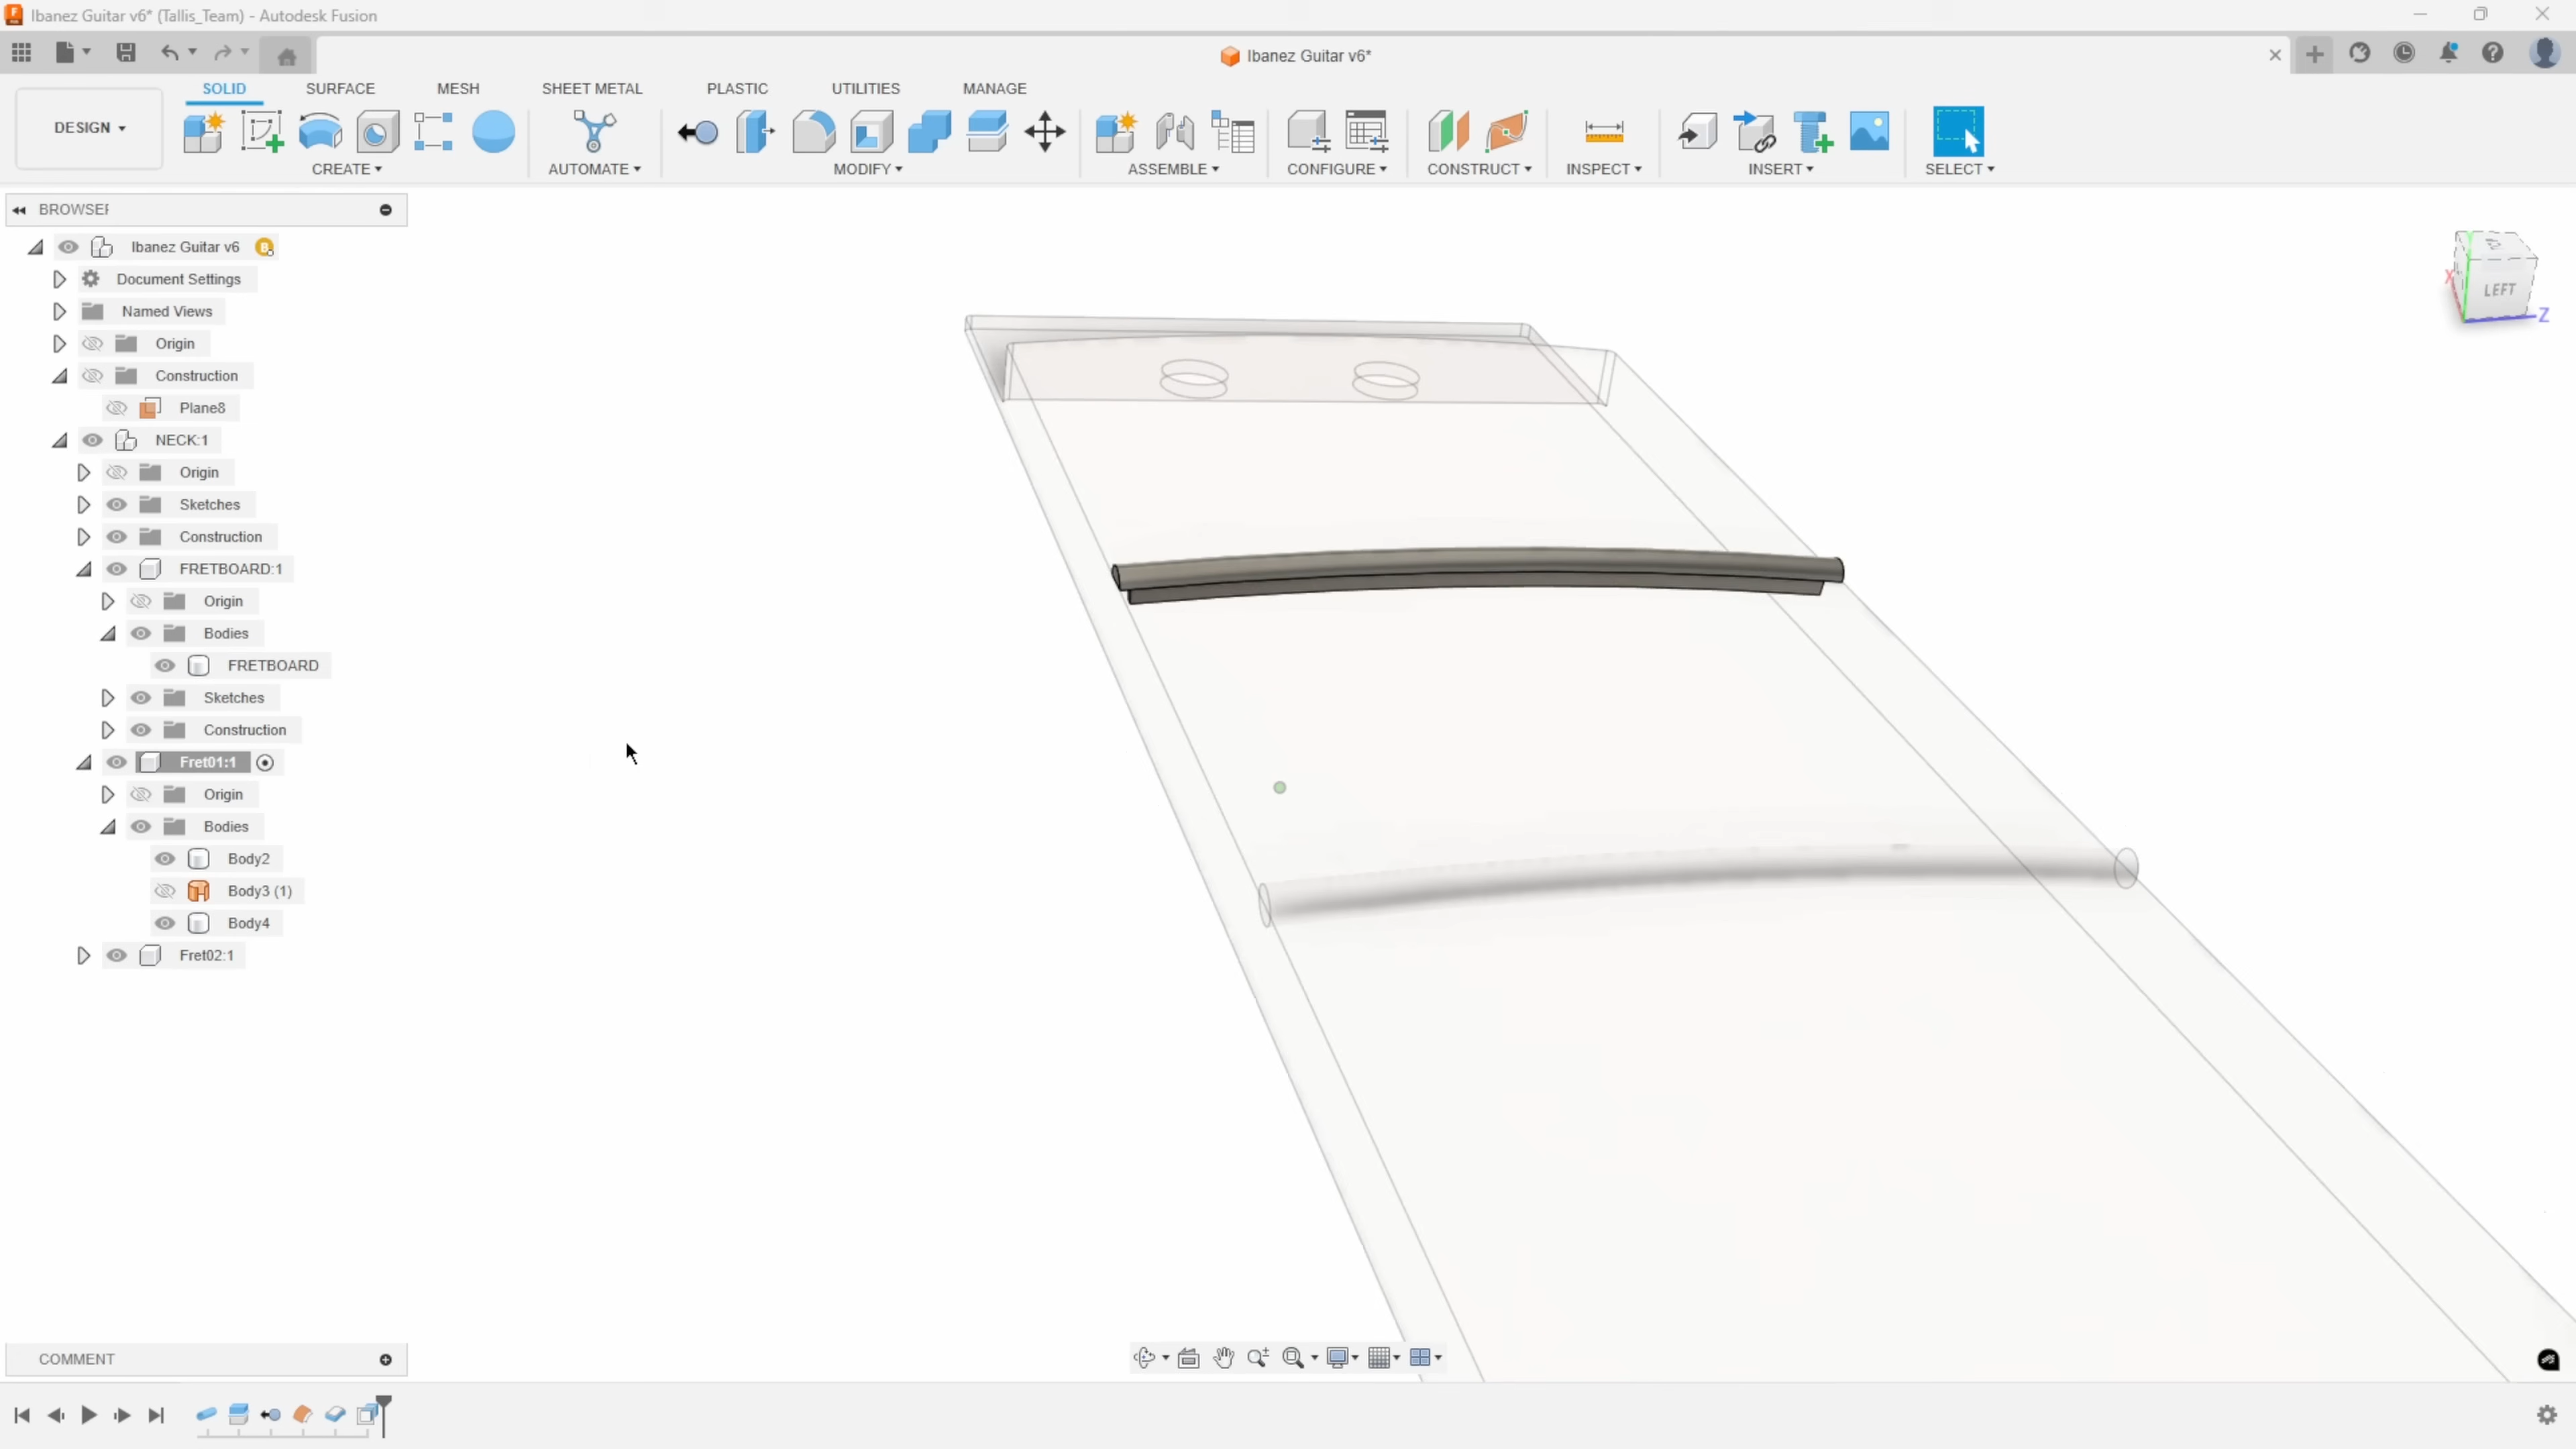 Ibanez Guitar v6* (Tallis_Team) - Autodesk Fusion
Ibanez Guitar v6*
SOLID SURFACE MESH SHEET METAL PLASTIC UTILITIES MANAGE
DESIGN
CREATE AUTOMATE MODIFY ASSEMBLE CONFIGURE CONSTRUCT INSPECT INSERT SELECT
BROWSER
Ibanez Guitar v6
Document Settings
Named Views
Origin
Construction
Plane8
NECK:1
Origin
Sketches
Construction
FRETBOARD:1
Origin
Bodies
FRETBOARD
Sketches
Construction
Fret01:1
Origin
Bodies
Body2
Body3 (1)
Body4
Fret02:1
X
LEFT
Z
COMMENT